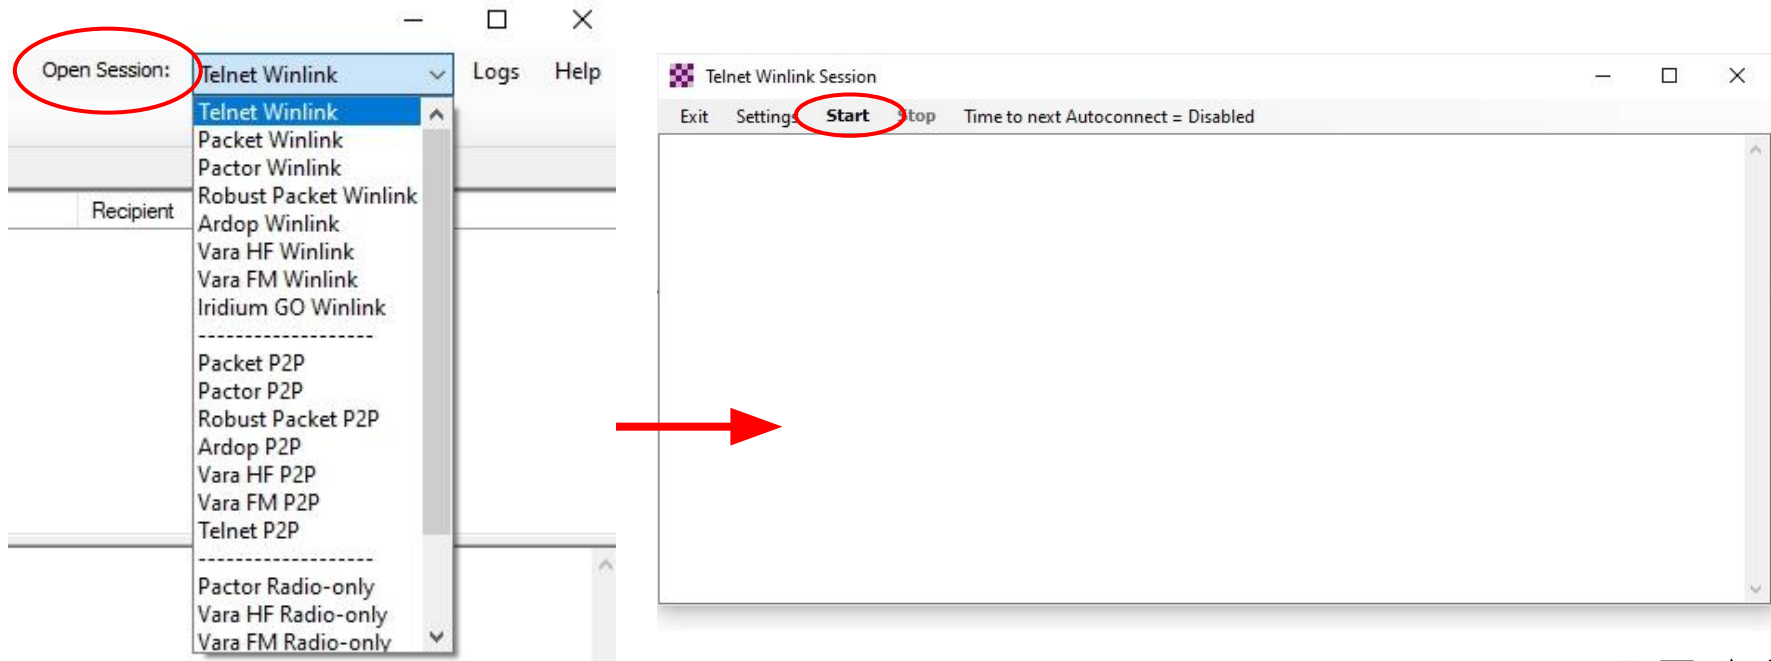 Open Session: Telnet Winlink Logs Help
Telnet Winlink
Packet Winlink
Pactor Winlink
Robust Packet Winlink
Ardop Winlink
Vara HF Winlink
Vara FM Winlink
Iridium GO Winlink
-------------------
Packet P2P
Pactor P2P
Robust Packet P2P
Ardop P2P
Vara HF P2P
Vara FM P2P
Telnet P2P
-------------------
Pactor Radio-only
Vara HF Radio-only
Vara FM Radio-only
Recipient
Telnet Winlink Session
Exit Settings Start Stop Time to next Autoconnect = Disabled